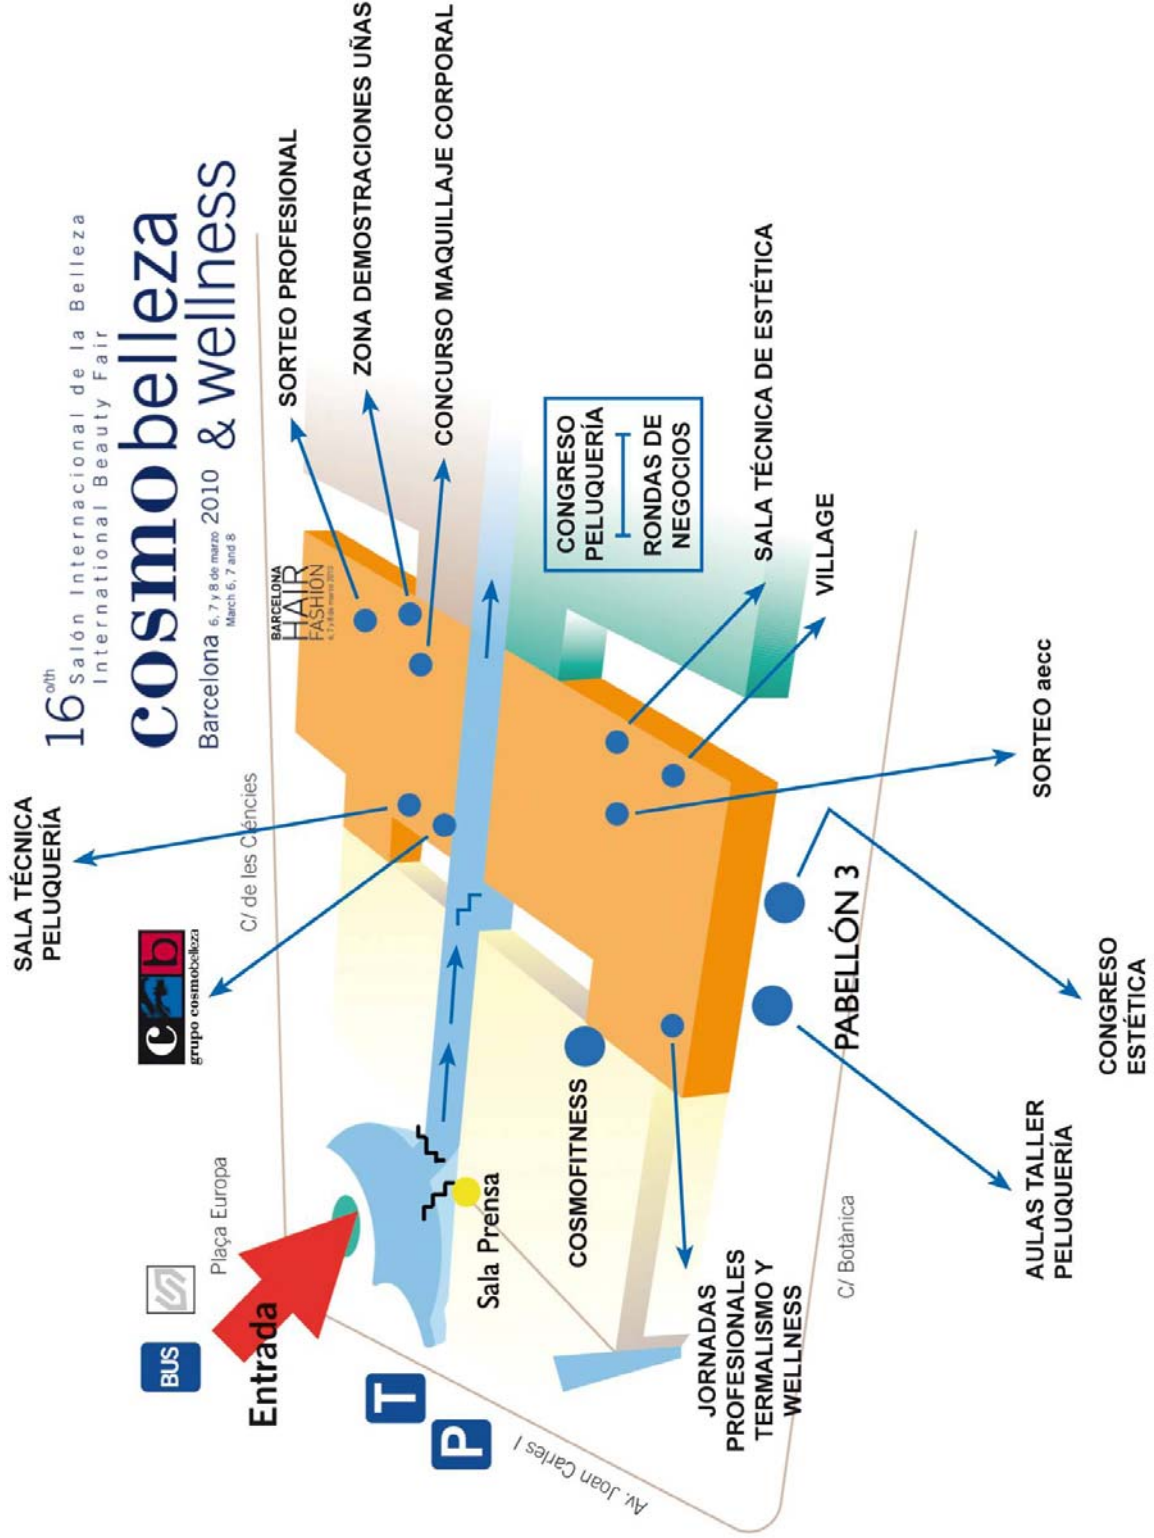 16 o/th
Salón Internacional de la Belleza
International Beauty Fair
cosmobelleza
Barcelona 6, 7 y 8 de marzo 2010 & wellness
March 6, 7 and 8
BARCELONA
HAIR
FASHION
SORTEO PROFESIONAL
ZONA DEMOSTRACIONES UÑAS
CONCURSO MAQUILLAJE CORPORAL
CONGRESO
PELUQUERÍA
RONDAS DE
NEGOCIOS
SALA TÉCNICA DE ESTÉTICA
VILLAGE
SORTEO aecc
SALA TÉCNICA
PELUQUERÍA
C/ de les Ciéncies
c b
grupo cosmobelleza
Plaça Europa
BUS
Entrada
T
P
Av. Joan Carles I
Sala Prensa
COSMOFITNESS
JORNADAS
PROFESIONALES
TERMALISMO Y
WELLNESS
C/ Botànica
PABELLÓN 3
CONGRESO
ESTÉTICA
AULAS TALLER
PELUQUERÍA